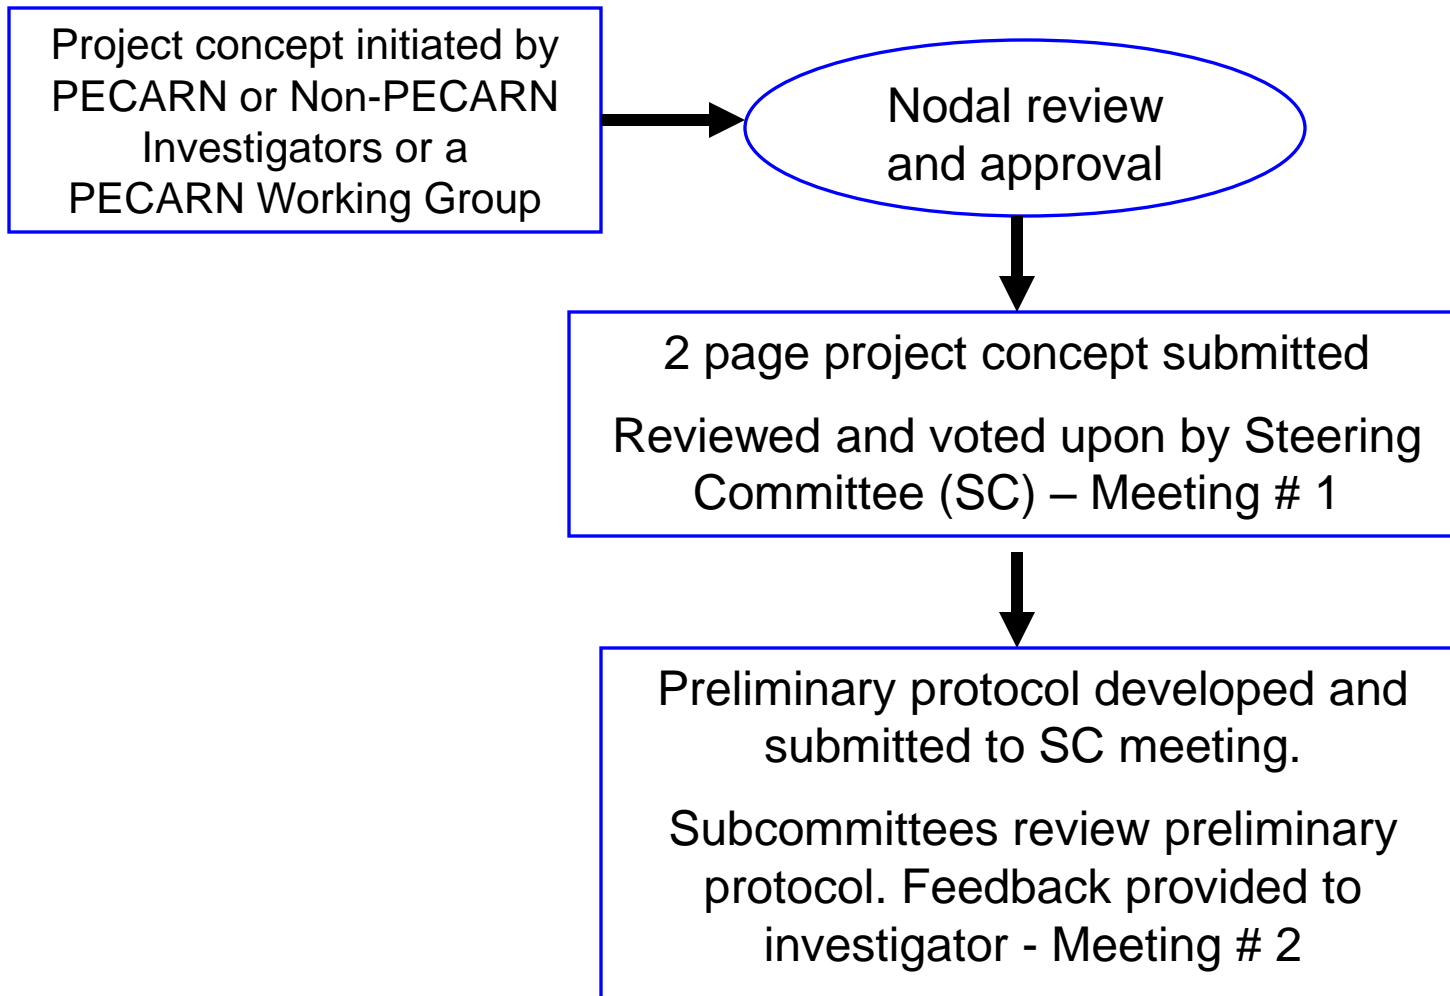 Project concept initiated by
PECARN or Non-PECARN
Investigators or a
PECARN Working Group
Nodal review
and approval
2 page project concept submitted
Reviewed and voted upon by Steering
Committee (SC) – Meeting # 1
Preliminary protocol developed and
submitted to SC meeting.
Subcommittees review preliminary
protocol. Feedback provided to
investigator - Meeting # 2